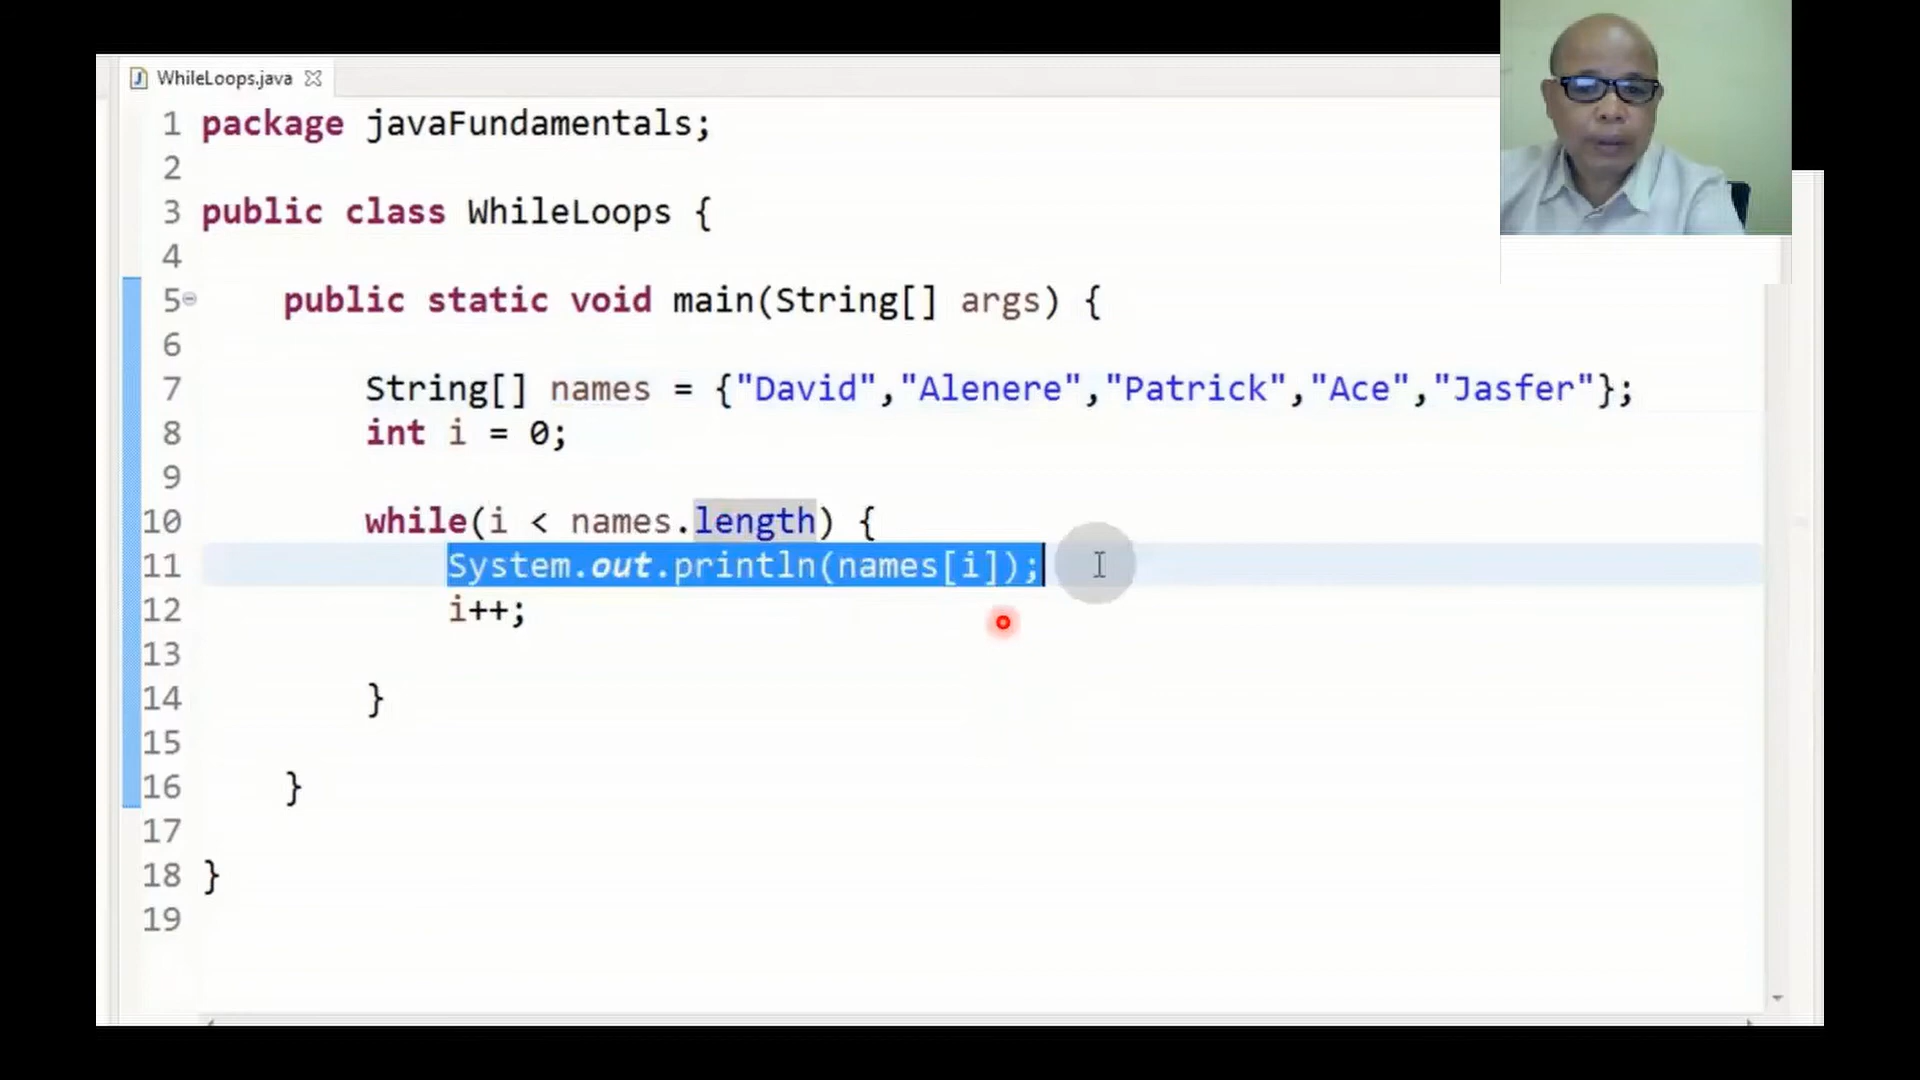 WhileLoops.java
1 package javaFundamentals;
2
3 public class WhileLoops {
4
5 public static void main(String[] args) {
6
7 String[] names = {"David","Alenere","Patrick","Ace","Jasfer"};
8 int i = 0;
9
10 while(i < names.length) {
11 System.out.println(names[i]);
12 i++;
13
14 }
15
16 }
17
18 }
19